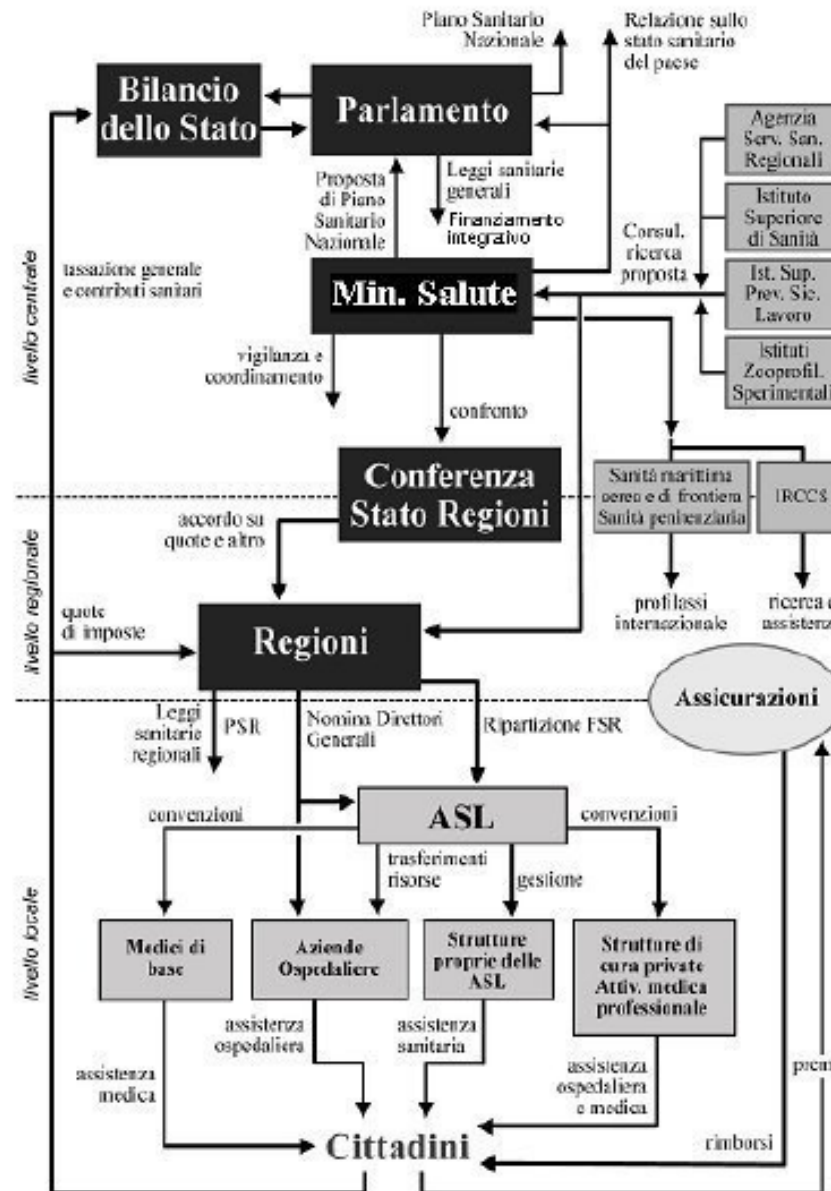 Piano Sanitario
Nazionale
Relazione sullo
stato sanitario
del paese
Bilancio
dello Stato
Parlamento
Agenzia
Serv. San.
Regionali
Proposta
di Piano
Sanitario
Nazionale
Leggi sanitarie
generali
Finanziamento
integrativo
Istituto
Superiore
di Sanità
Consul.
ricerca
proposta
livello centrale
tassazione generale
e contributi sanitari
Min. Salute
Ist. Sup.
Prev. Sic.
Lavoro
vigilanza e
coordinamento
confronto
Istituti
Zooprofil.
Sperimentali
Conferenza
Stato Regioni
Sanità marittima
aerea e di frontiera
Sanità penitenziaria
IRCCS
accordo su
quote e altro
livello regionale
quote
di imposte
Regioni
profilassi
internazionale
ricerca e
assistenz
Assicurazioni
Leggi
sanitarie
regionali
PSR
Nomina Direttori
Generali
Ripartizione FSR
livello locale
convenzioni
ASL
convenzioni
trasferimenti
risorse
gestione
Medici di
base
Aziende
Ospedaliere
Strutture
proprie delle
ASL
Strutture di
cura private
Attiv. medica
professionale
assistenza
medica
assistenza
ospedaliera
assistenza
sanitaria
assistenza
ospedaliera
e medica
prem
rimborsi
Cittadini